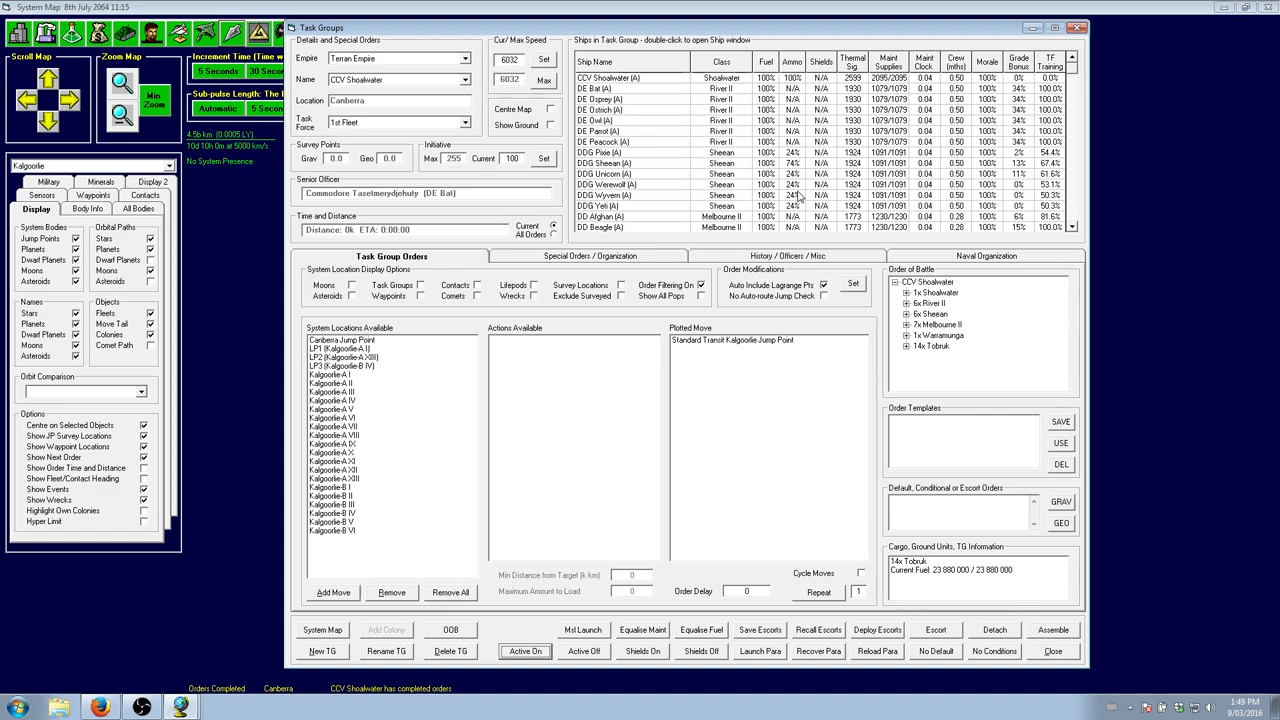 System Map 8th July 2064 11:15
Scroll Map
Zoom Map
Min
Zoom
Increment Time (Time w
5 Seconds
30 Seco
Sub-pulse Length: The l
Automatic
5 Secon
4.5b km (0.0005 LY)
10d 10h 0m at 5000 km/s
No System Presence
Kalgoorlie
Military
Minerals
Display 2
Sensors
Waypoints
Contacts
Display
Body Info
All Bodies
System Bodies
Orbital Paths
Jump Points
Stars
Planets
Planets
Dwarf Planets
Dwarf Planets
Moons
Moons
Asteroids
Asteroids
Names
Objects
Stars
Fleets
Planets
Move Tail
Dwarf Planets
Colonies
Moons
Comet Path
Asteroids
Orbit Comparison
Options
Centre on Selected Objects
Show JP Survey Locations
Show Waypoint Locations
Show Next Order
Show Order Time and Distance
Show Fleet/Contact Heading
Show Events
Show Wrecks
Highlight Own Colonies
Hyper Limit
Task Groups
Details and Special Orders
Empire
Terran Empire
Name
CCV Shoalwater
Location
Canberra
Task
Force
1st Fleet
Cur/ Max Speed
6032
Set
6032
Max
Centre Map
Show Ground
Survey Points
Grav 0.0 Geo 0.0
Initiative
Max 255 Current 100 Set
Senior Officer
Commodore Tasetmerydjehuty (DE Bat)
Time and Distance
Distance: 0k ETA: 0:00:00
Current
All Orders
Ships in Task Group - double-click to open Ship window
Ship Name Class Fuel Ammo Shields Thermal Sig. Maint Supplies Maint Clock Crew (mths) Morale Grade Bonus TF Training
CCV Shoalwater (A) Shoalwater 100% 100% N/A 2599 2095/2095 0.04 0.50 100% 0% 0.0%
DE Bat (A) River II 100% N/A N/A 1930 1079/1079 0.04 0.50 100% 34% 100.0%
DE Osprey (A) River II 100% N/A N/A 1930 1079/1079 0.04 0.50 100% 34% 100.0%
DE Ostrich (A) River II 100% N/A N/A 1930 1079/1079 0.04 0.50 100% 34% 100.0%
DE Owl (A) River II 100% N/A N/A 1930 1079/1079 0.04 0.50 100% 34% 100.0%
DE Parrot (A) River II 100% N/A N/A 1930 1079/1079 0.04 0.50 100% 34% 100.0%
DE Peacock (A) River II 100% N/A N/A 1930 1079/1079 0.04 0.50 100% 34% 100.0%
DDG Pixie (A) Sheean 100% 24% N/A 1924 1091/1091 0.04 0.50 100% 2% 54.4%
DDG Sheean (A) Sheean 100% 74% N/A 1924 1091/1091 0.04 0.50 100% 13% 67.4%
DDG Unicorn (A) Sheean 100% 24% N/A 1924 1091/1091 0.04 0.50 100% 11% 61.6%
DDG Werewolf (A) Sheean 100% 24% N/A 1924 1091/1091 0.04 0.50 100% 0% 53.1%
DDG Wyvern (A) Sheean 100% 24% N/A 1924 1091/1091 0.04 0.50 100% 0% 50.3%
DDG Yeti (A) Sheean 100% 24% N/A 1924 1091/1091 0.04 0.50 100% 0% 50.3%
DD Afghan (A) Melbourne II 100% N/A N/A 1773 1230/1230 0.04 0.28 100% 6% 81.6%
DD Beagle (A) Melbourne II 100% N/A N/A 1773 1230/1230 0.04 0.28 100% 15% 100.0%
Task Group Orders
Special Orders / Organization
History / Officers / Misc
Naval Organization
System Location Display Options
Moons Task Groups Contacts Lifepods Survey Locations Order Filtering On
Asteroids Waypoints Comets Wrecks Exclude Surveyed Show All Pops
Order Modifications
Auto Include Lagrange Pts
No Auto-route Jump Check
Set
System Locations Available
Canberra Jump Point
LP1 (Kalgoorlie-A I)
LP2 (Kalgoorlie-A XIII)
LP3 (Kalgoorlie-B IV)
Kalgoorlie-A I
Kalgoorlie-A II
Kalgoorlie-A III
Kalgoorlie-A IV
Kalgoorlie-A V
Kalgoorlie-A VI
Kalgoorlie-A VII
Kalgoorlie-A VIII
Kalgoorlie-A IX
Kalgoorlie-A X
Kalgoorlie-A XI
Kalgoorlie-A XII
Kalgoorlie-A XIII
Kalgoorlie-B I
Kalgoorlie-B II
Kalgoorlie-B III
Kalgoorlie-B IV
Kalgoorlie-B V
Kalgoorlie-B VI
Actions Available
Plotted Move
Standard Transit Kalgoorlie Jump Point
Min Distance from Target (k km) 0
Maximum Amount to Load 0
Order Delay 0
Cycle Moves
Repeat 1
Add Move
Remove
Remove All
Order of Battle
CCV Shoalwater
1x Shoalwater
6x River II
6x Sheean
7x Melbourne II
1x Warramunga
14x Tobruk
Order Templates
SAVE
USE
DEL
Default, Conditional or Escort Orders
GRAV
GEO
Cargo, Ground Units, TG Information
14x Tobruk
Current Fuel: 23 880 000 / 23 880 000
System Map Add Colony OOB Msl Launch Equalise Maint Equalise Fuel Save Escorts Recall Escorts Deploy Escorts Escort Detach Assemble
New TG Rename TG Delete TG Active On Active Off Shields On Shields Off Launch Para Recover Para Reload Para No Default No Conditions Close
Orders Completed Canberra CCV Shoalwater has completed orders
1:49 PM
9/03/2016